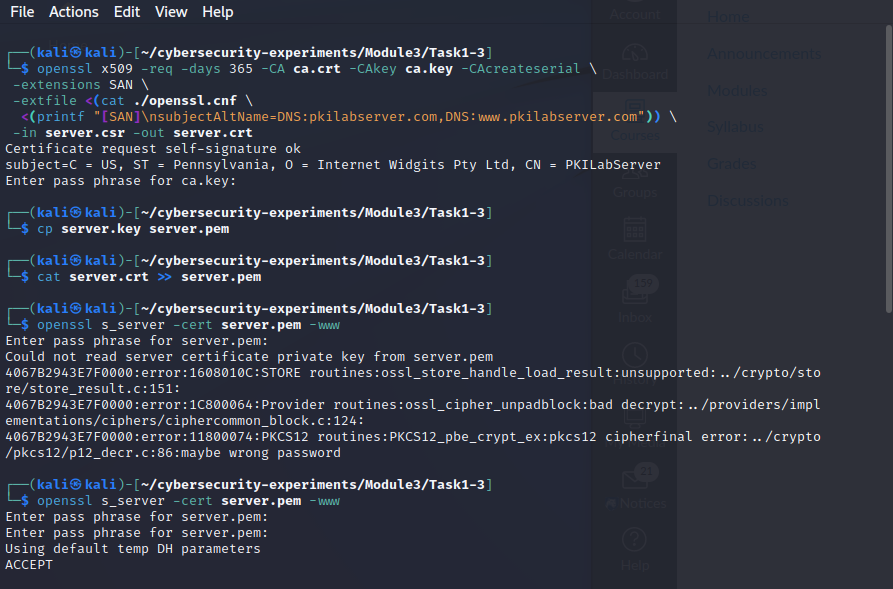 File Actions Edit View Help
Account
Home
Announcements
Dashboard
Modules
Syllabus
Courses
Grades
Groups
Discussions
Calendar
159
Inbox
History
21
Notices
Help
┌──(kali㉿kali)-[~/cybersecurity-experiments/Module3/Task1-3]
└─$ openssl x509 -req -days 365 -CA ca.crt -CAkey ca.key -CAcreateserial \
-extensions SAN \
-extfile <(cat ./openssl.cnf \
<(printf "[SAN]\nsubjectAltName=DNS:pkilabserver.com,DNS:www.pkilabserver.com")) \
-in server.csr -out server.crt
Certificate request self-signature ok
subject=C = US, ST = Pennsylvania, O = Internet Widgits Pty Ltd, CN = PKILabServer
Enter pass phrase for ca.key:
┌──(kali㉿kali)-[~/cybersecurity-experiments/Module3/Task1-3]
└─$ cp server.key server.pem
┌──(kali㉿kali)-[~/cybersecurity-experiments/Module3/Task1-3]
└─$ cat server.crt >> server.pem
┌──(kali㉿kali)-[~/cybersecurity-experiments/Module3/Task1-3]
└─$ openssl s_server -cert server.pem -www
Enter pass phrase for server.pem:
Could not read server certificate private key from server.pem
4067B2943E7F0000:error:1608010C:STORE routines:ossl_store_handle_load_result:unsupported:../crypto/sto
re/store_result.c:151:
4067B2943E7F0000:error:1C800064:Provider routines:ossl_cipher_unpadblock:bad decrypt:../providers/impl
ementations/ciphers/ciphercommon_block.c:124:
4067B2943E7F0000:error:11800074:PKCS12 routines:PKCS12_pbe_crypt_ex:pkcs12 cipherfinal error:../crypto
/pkcs12/p12_decr.c:86:maybe wrong password
┌──(kali㉿kali)-[~/cybersecurity-experiments/Module3/Task1-3]
└─$ openssl s_server -cert server.pem -www
Enter pass phrase for server.pem:
Enter pass phrase for server.pem:
Using default temp DH parameters
ACCEPT